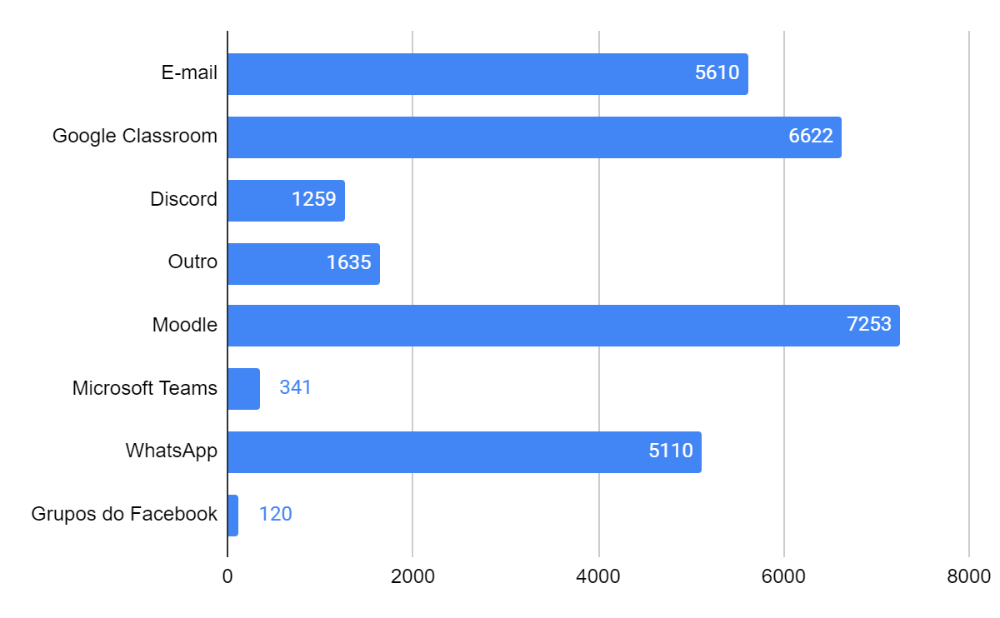 E-mail 5610
Google Classroom 6622
Discord 1259
Outro 1635
Moodle 7253
Microsoft Teams 341
WhatsApp 5110
Grupos do Facebook 120
0 2000 4000 6000 8000